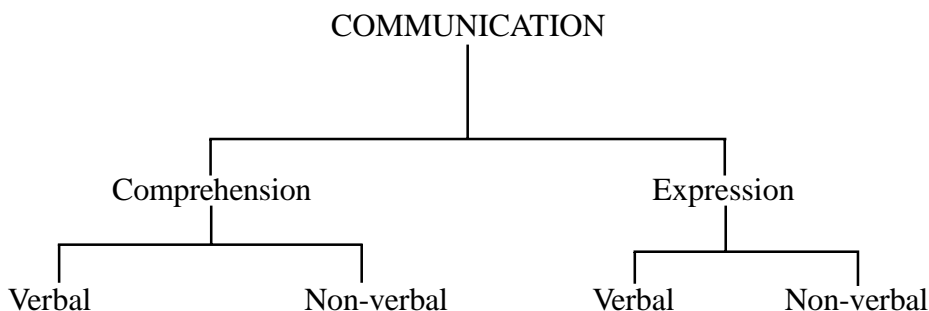 COMMUNICATION
Comprehension Expression
Verbal Non-verbal Verbal Non-verbal